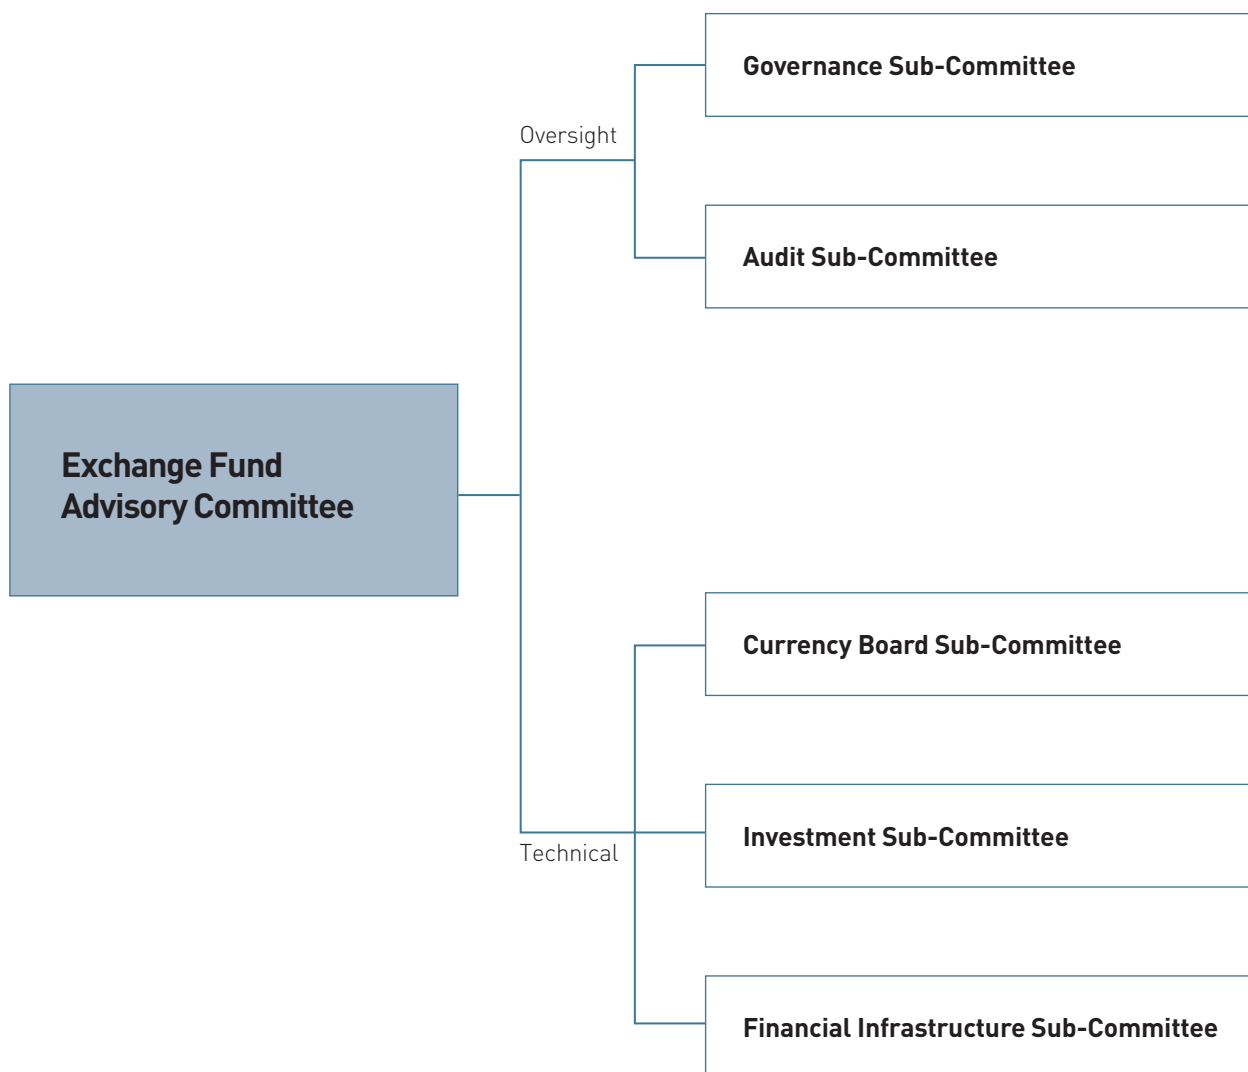 Governance Sub-Committee
Oversight
Audit Sub-Committee
Exchange Fund
Advisory Committee
Currency Board Sub-Committee
Investment Sub-Committee
Technical
Financial Infrastructure Sub-Committee